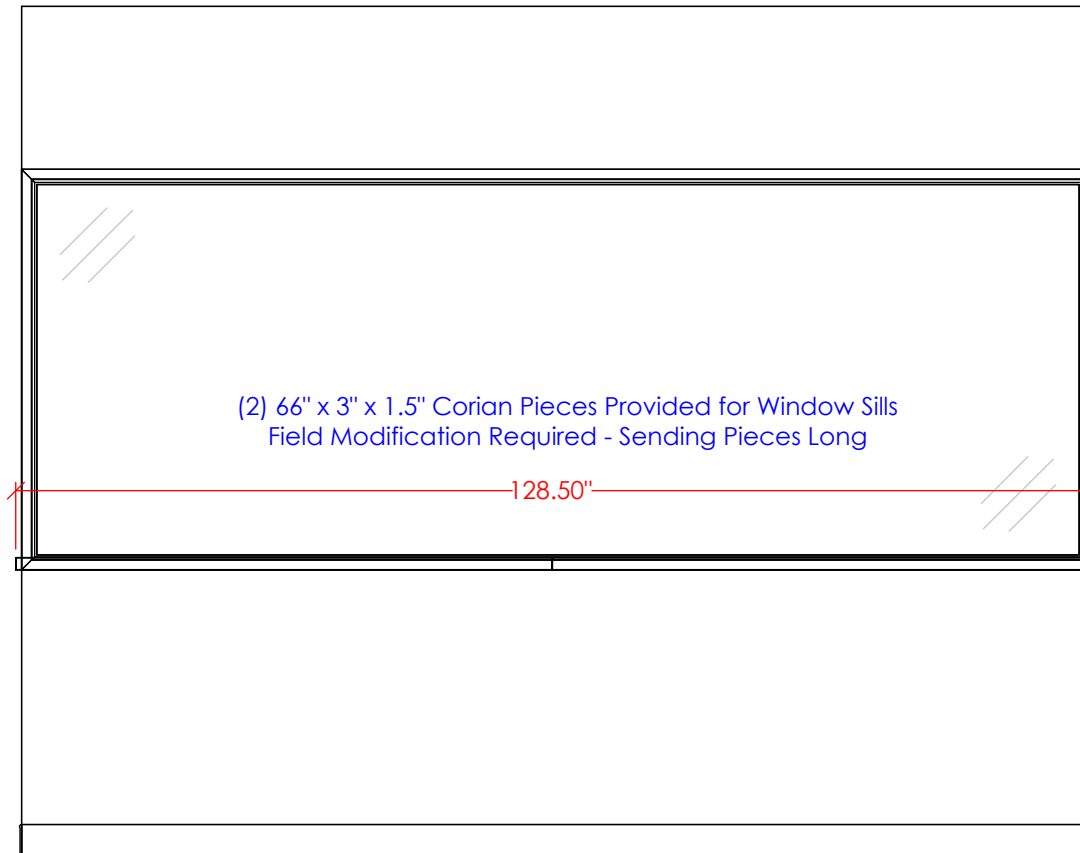 (2) 66" x 3" x 1.5" Corian Pieces Provided for Window Sills
Field Modification Required - Sending Pieces Long
128.50"